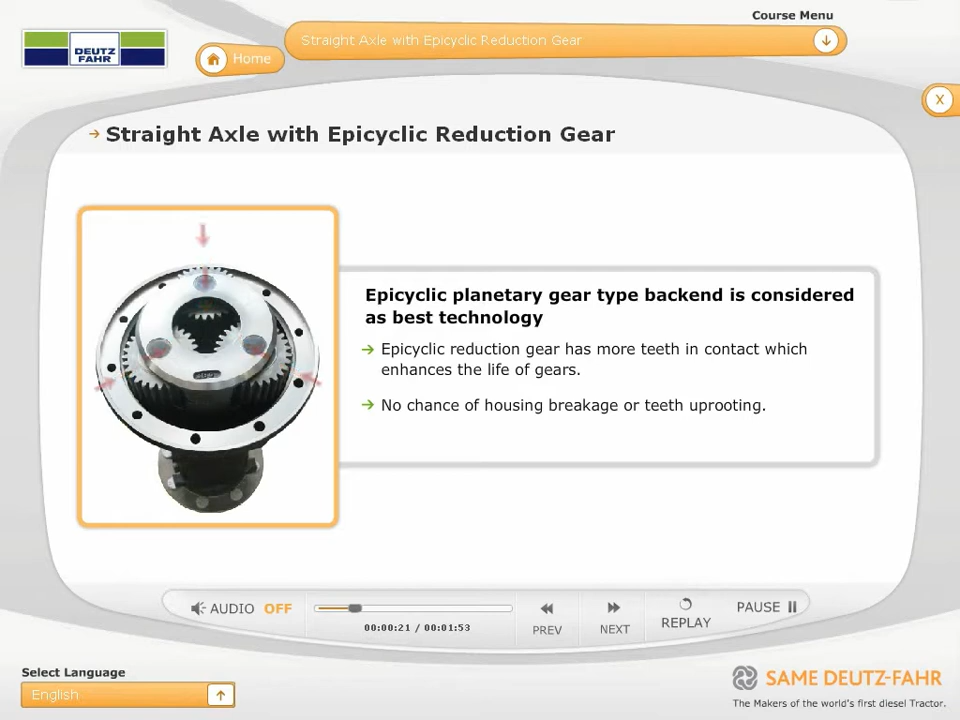 Course Menu
DEUTZ
FAHR
Home
Straight Axle with Epicyclic Reduction Gear
X
Straight Axle with Epicyclic Reduction Gear
Epicyclic planetary gear type backend is considered
as best technology
Epicyclic reduction gear has more teeth in contact which
enhances the life of gears.
No chance of housing breakage or teeth uprooting.
AUDIO OFF
00:00:21 / 00:01:53
PREV
NEXT
REPLAY
PAUSE
Select Language
English
SAME DEUTZ-FAHR
The Makers of the world's first diesel Tractor.